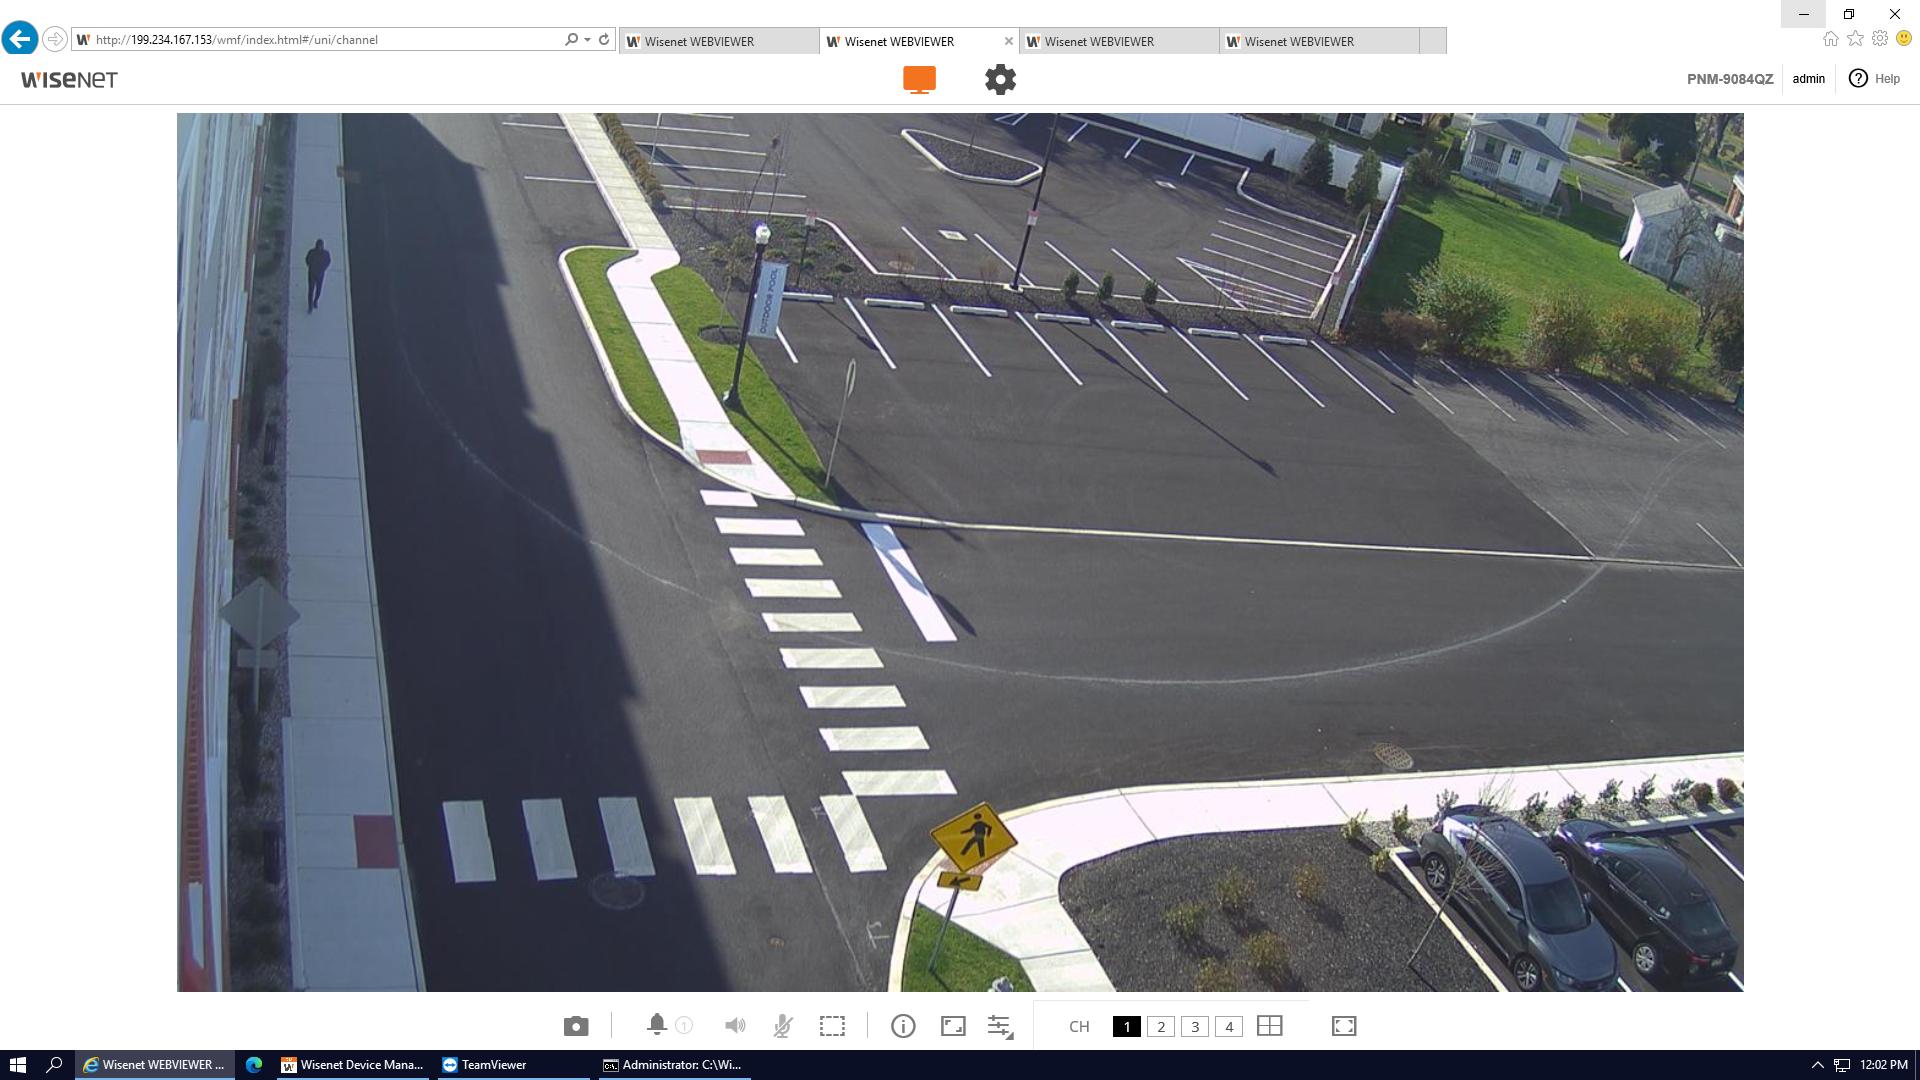 http://199.234.167.153/wmf/index.html#/uni/channel
Wisenet WEBVIEWER
Wisenet WEBVIEWER
Wisenet WEBVIEWER
Wisenet WEBVIEWER
WISENET
PNM-9084QZ
admin
? Help
OUTDOOR POOL
1
CH
1
2
3
4
Wisenet WEBVIEWER ...
Wisenet Device Mana...
TeamViewer
Administrator: C:\Wi...
12:02 PM